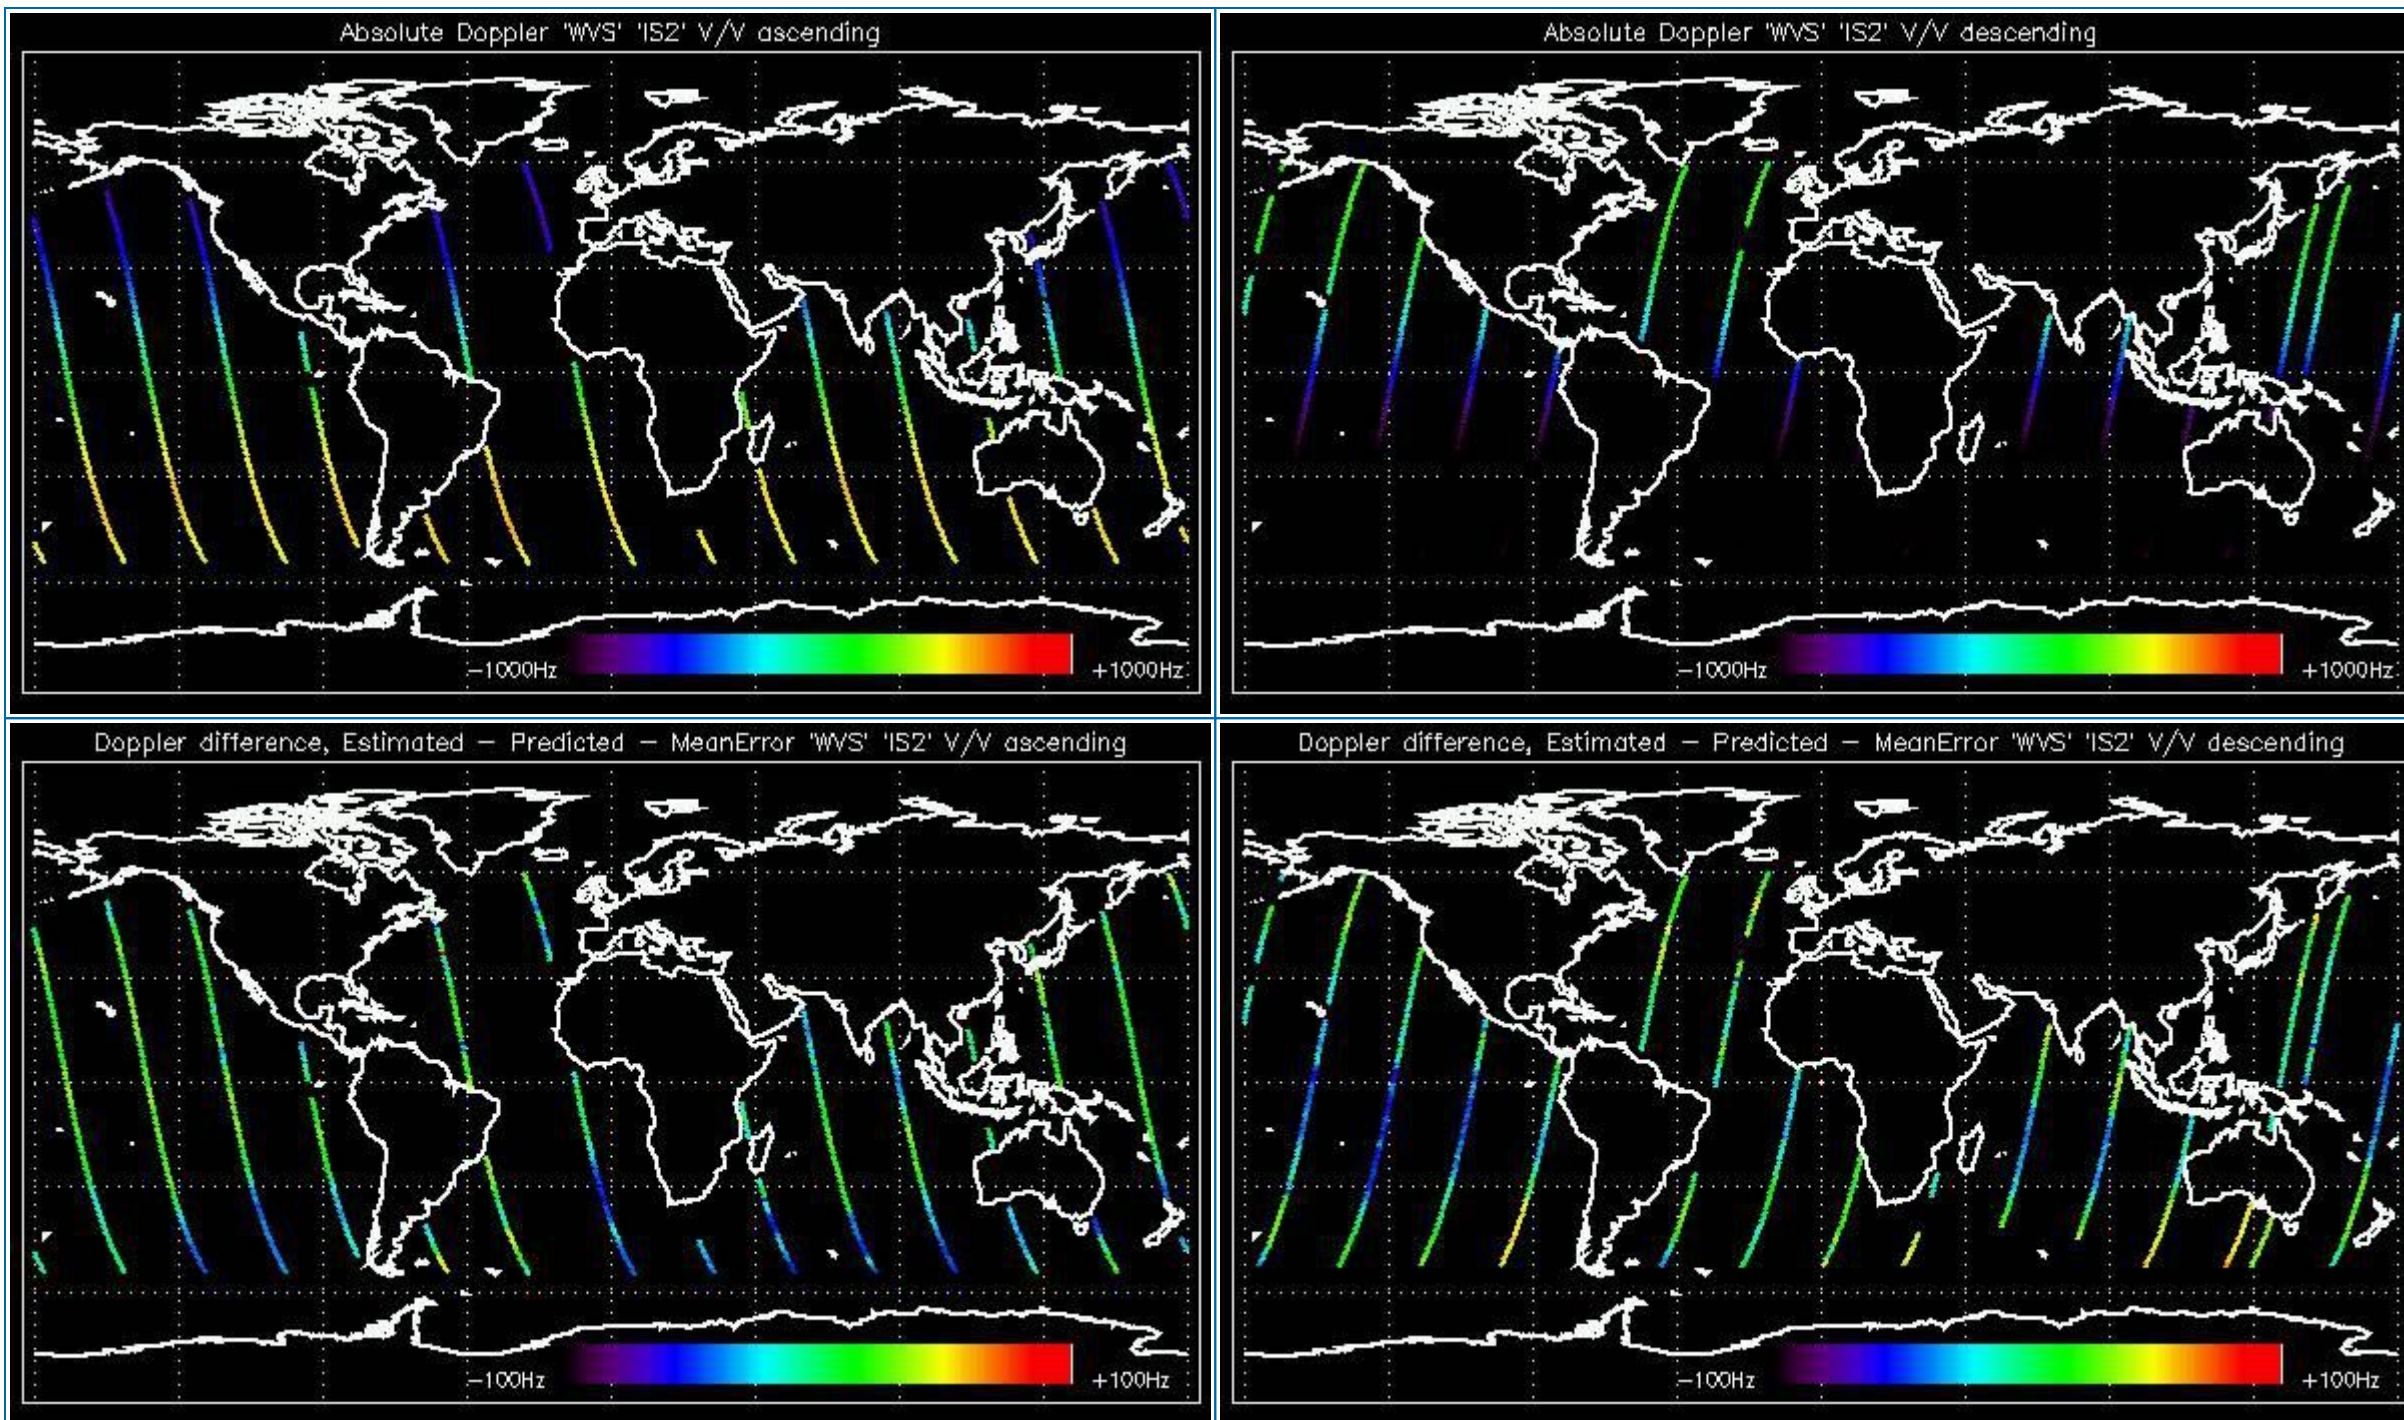 Absolute Doppler 'WVS' 'IS2' V/V ascending
-1000Hz
+1000Hz
Absolute Doppler 'WVS' 'IS2' V/V descending
-1000Hz
+1000Hz
Doppler difference, Estimated - Predicted - MeanError 'WVS' 'IS2' V/V ascending
-100Hz
+100Hz
Doppler difference, Estimated - Predicted - MeanError 'WVS' 'IS2' V/V descending
-100Hz
+100Hz